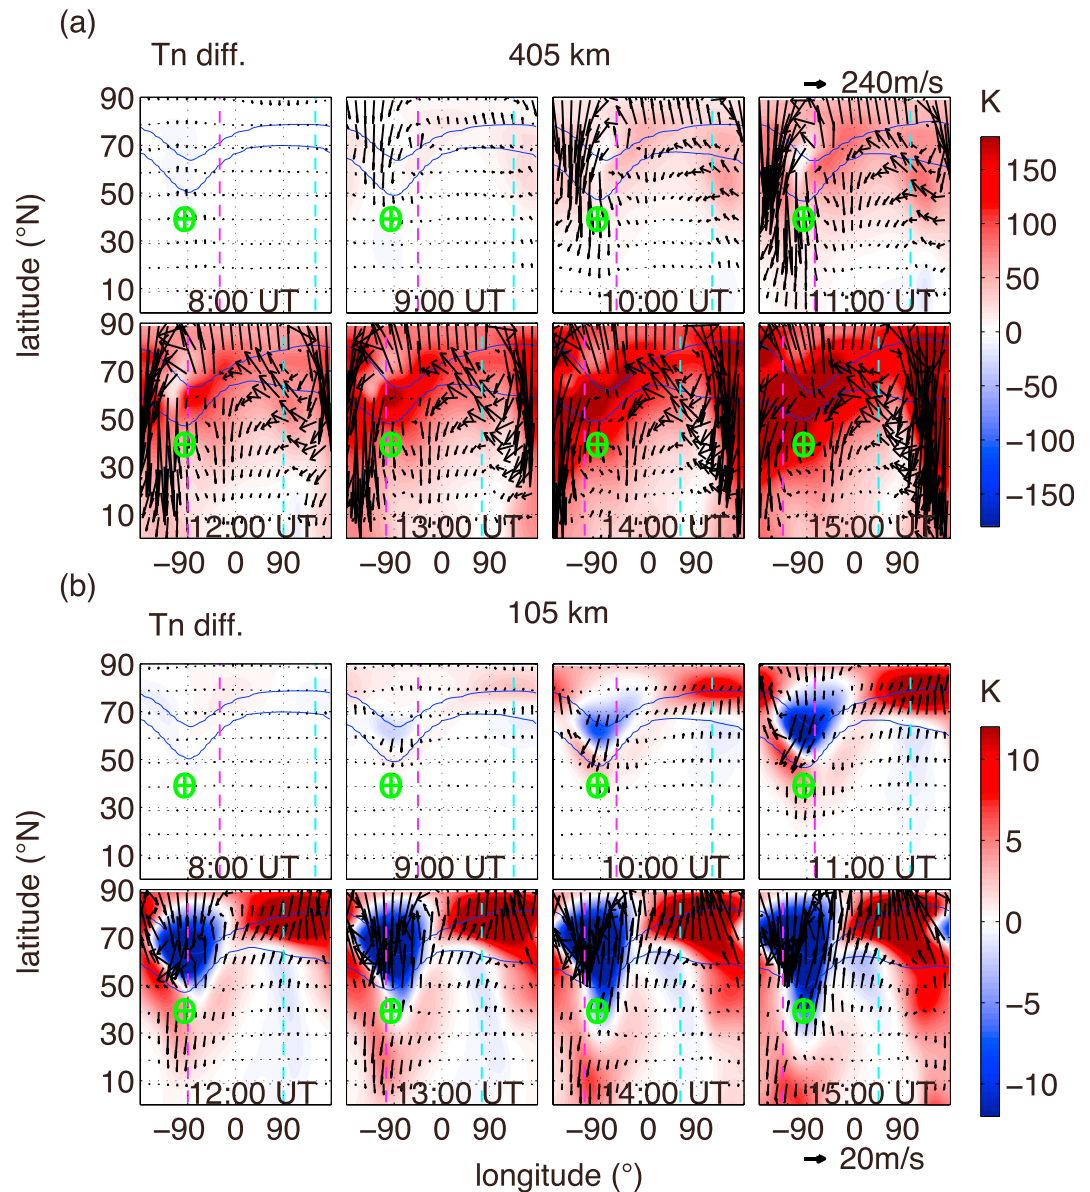 (a)
Tn diff.
405 km
240m/s
K
90
70
50
30
10
8:00 UT
9:00 UT
10:00 UT
11:00 UT
150
100
50
0
−50
−100
−150
latitude (°N)
90
70
50
30
10
12:00 UT
13:00 UT
14:00 UT
15:00 UT
−90 0 90 −90 0 90 −90 0 90 −90 0 90
(b)
Tn diff.
105 km
K
90
70
50
30
10
8:00 UT
9:00 UT
10:00 UT
11:00 UT
10
5
0
−5
−10
latitude (°N)
90
70
50
30
10
12:00 UT
13:00 UT
14:00 UT
15:00 UT
−90 0 90 −90 0 90 −90 0 90 −90 0 90
longitude (°)
20m/s